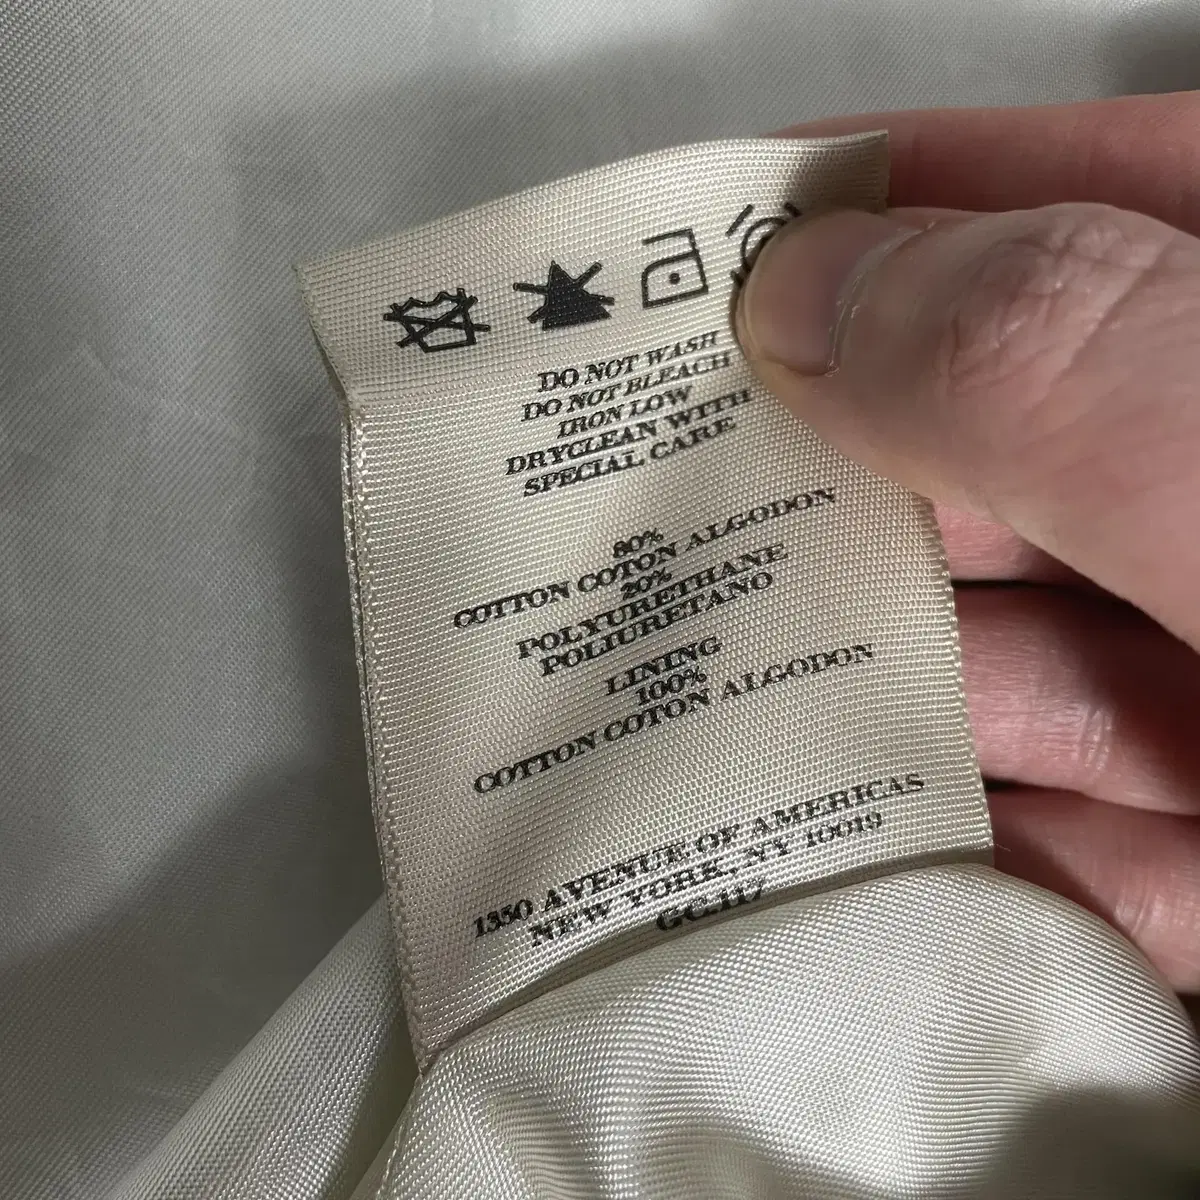 DO NOT WASH
DO NOT BLEACH
IRON LOW
DRYCLEAN WITH
SPECIAL CARE
80%
COTTON COTON ALGODON
20%
POLYURETHANE
POLIURETANO
LINING
100%
COTTON COTON ALGODON
1350 AVENUE OF AMERICAS
NEW YORK, NY 10019
GC.117